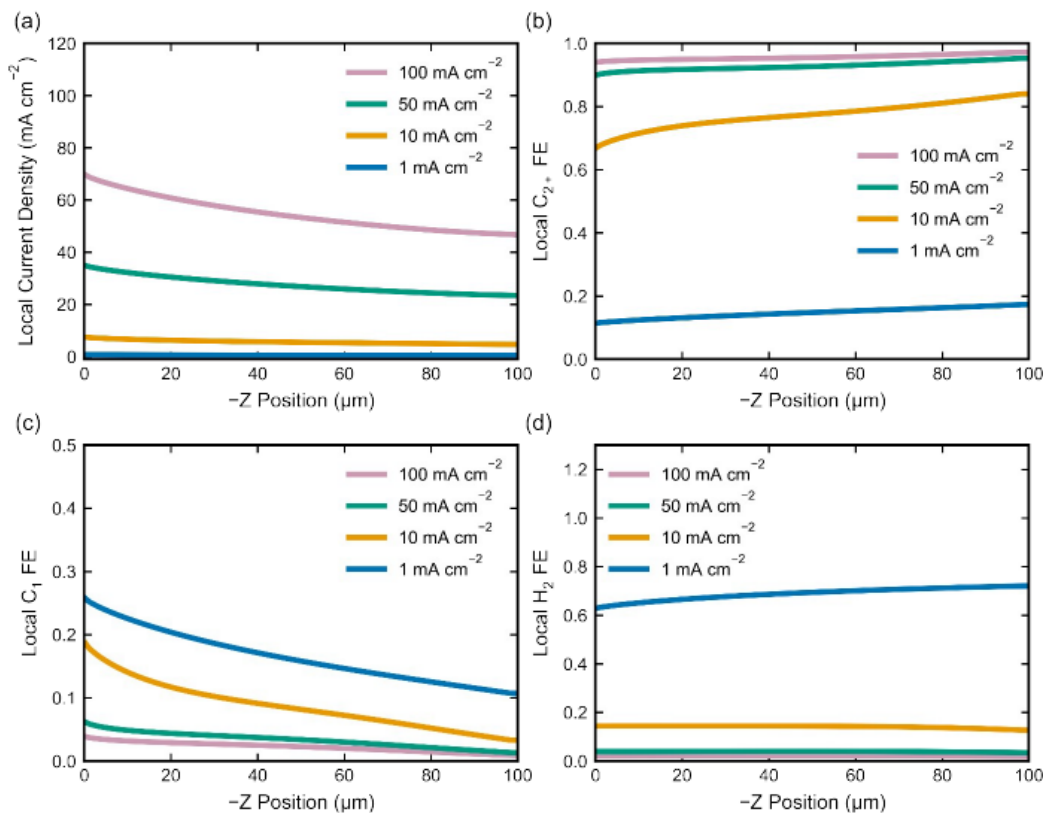 (a)
Local Current Density (mA cm⁻²)
120
100
80
60
40
20
0
100 mA cm⁻²
50 mA cm⁻²
10 mA cm⁻²
1 mA cm⁻²
0 20 40 60 80 100
−Z Position (μm)
(b)
Local C₂₊ FE
1.0
0.8
0.6
0.4
0.2
0.0
100 mA cm⁻²
50 mA cm⁻²
10 mA cm⁻²
1 mA cm⁻²
0 20 40 60 80 100
−Z Position (μm)
(c)
Local C₁ FE
0.5
0.4
0.3
0.2
0.1
0.0
100 mA cm⁻²
50 mA cm⁻²
10 mA cm⁻²
1 mA cm⁻²
0 20 40 60 80 100
−Z Position (μm)
(d)
Local H₂ FE
1.2
1.0
0.8
0.6
0.4
0.2
0.0
100 mA cm⁻²
50 mA cm⁻²
10 mA cm⁻²
1 mA cm⁻²
0 20 40 60 80 100
−Z Position (μm)